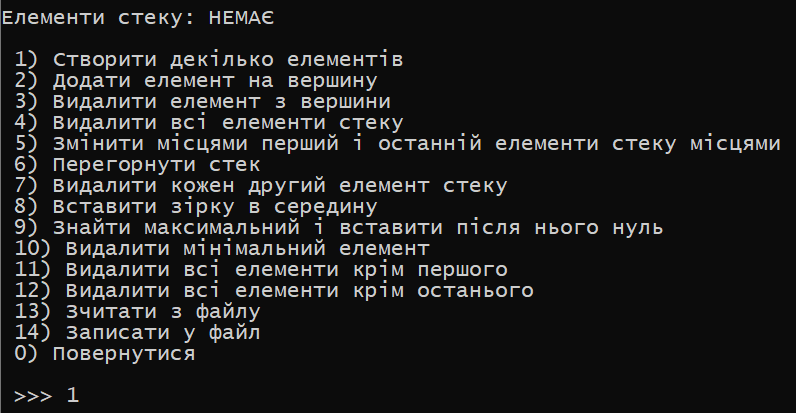 Елементи стеку: НЕМАЄ
1) Створити декілька елементів
2) Додати елемент на вершину
3) Видалити елемент з вершини
4) Видалити всі елементи стеку
5) Змінити місцями перший і останній елементи стеку місцями
6) Перегорнути стек
7) Видалити кожен другий елемент стеку
8) Вставити зірку в середину
9) Знайти максимальний і вставити після нього нуль
10) Видалити мінімальний елемент
11) Видалити всі елементи крім першого
12) Видалити всі елементи крім останього
13) Зчитати з файлу
14) Записати у файл
0) Повернутися
>>> 1